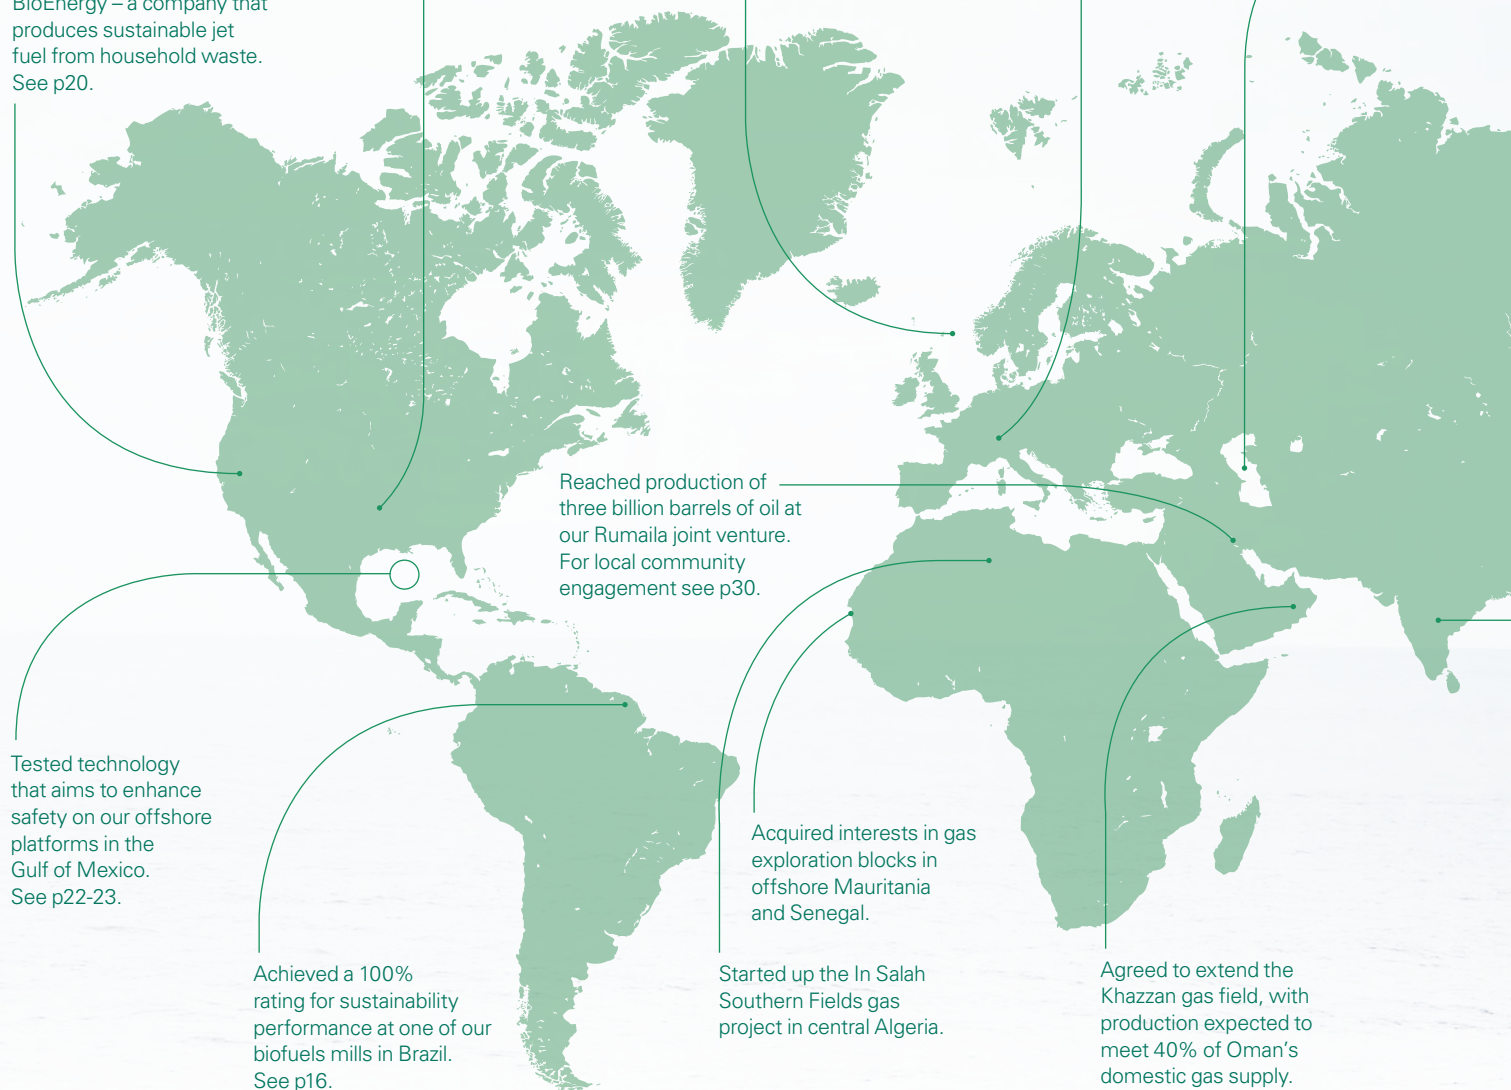 BioEnergy – a company that
produces sustainable jet
fuel from household waste.
See p20.
Reached production of
three billion barrels of oil at
our Rumaila joint venture.
For local community
engagement see p30.
Tested technology
that aims to enhance
safety on our offshore
platforms in the
Gulf of Mexico.
See p22-23.
Acquired interests in gas
exploration blocks in
offshore Mauritania
and Senegal.
Achieved a 100%
rating for sustainability
performance at one of our
biofuels mills in Brazil.
See p16.
Started up the In Salah
Southern Fields gas
project in central Algeria.
Agreed to extend the
Khazzan gas field, with
production expected to
meet 40% of Oman's
domestic gas supply.